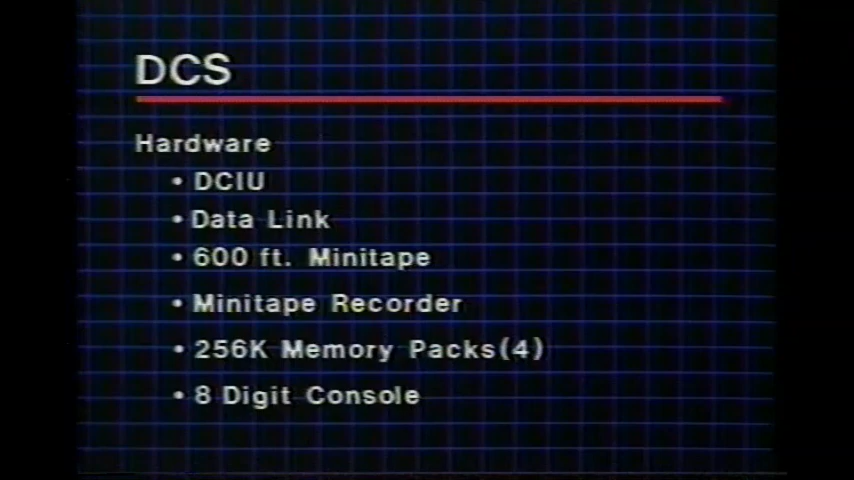 DCS
Hardware
• DCIU
• Data Link
• 600 ft. Minitape
• Minitape Recorder
• 256K Memory Packs(4)
• 8 Digit Console